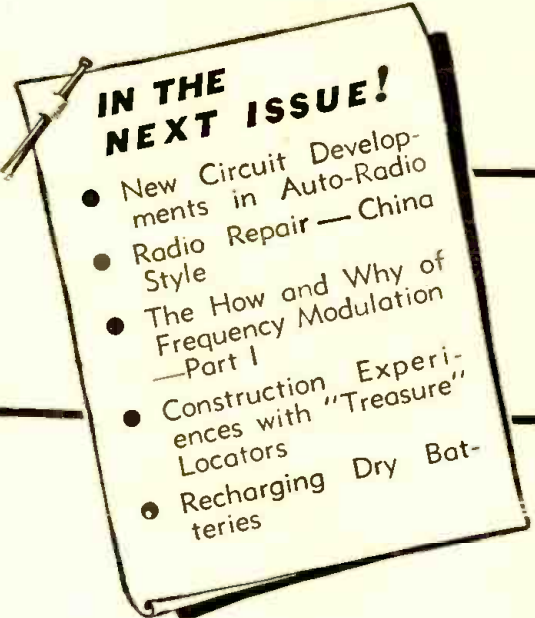 IN THE
NEXT ISSUE!
● New Circuit Develop-
ments in Auto-Radio
● Radio Repair — China
Style
● The How and Why of
Frequency Modulation
—Part I
● Construction Experi-
ences with "Treasure"
Locators
● Recharging Dry Bat-
teries